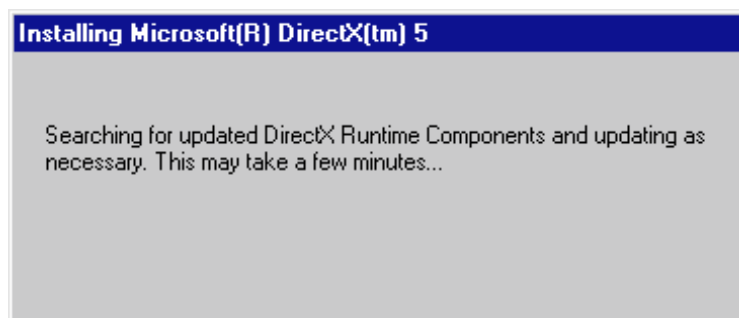 Installing Microsoft(R) DirectX(tm) 5
Searching for updated DirectX Runtime Components and updating as
necessary. This may take a few minutes...